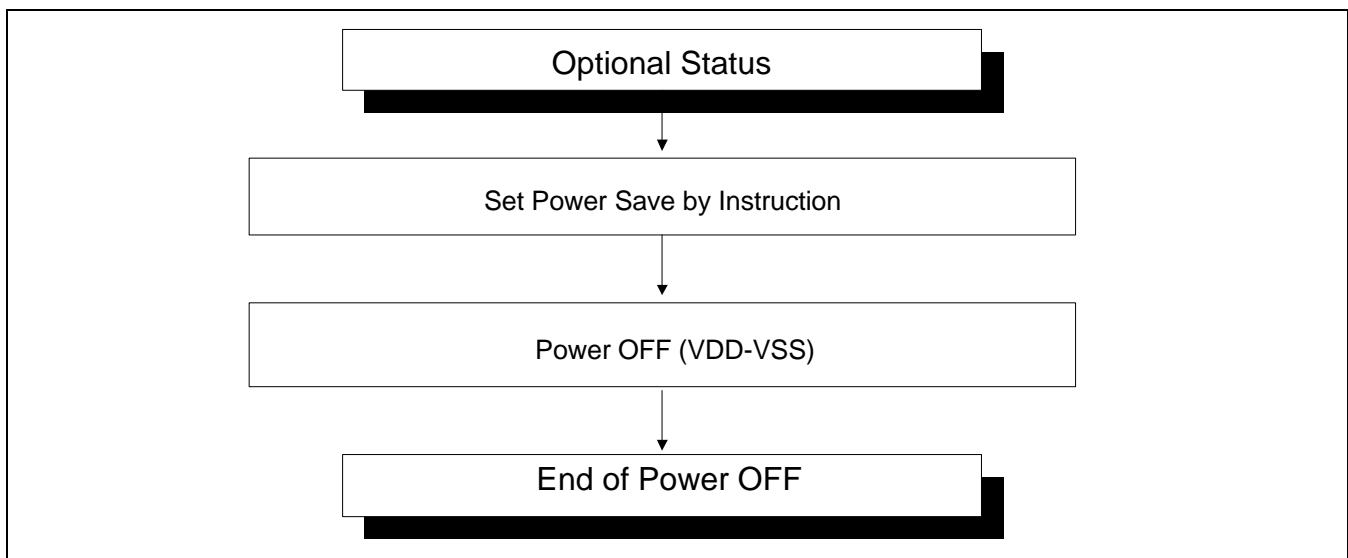 Optional Status
Set Power Save by Instruction
Power OFF (VDD-VSS)
End of Power OFF